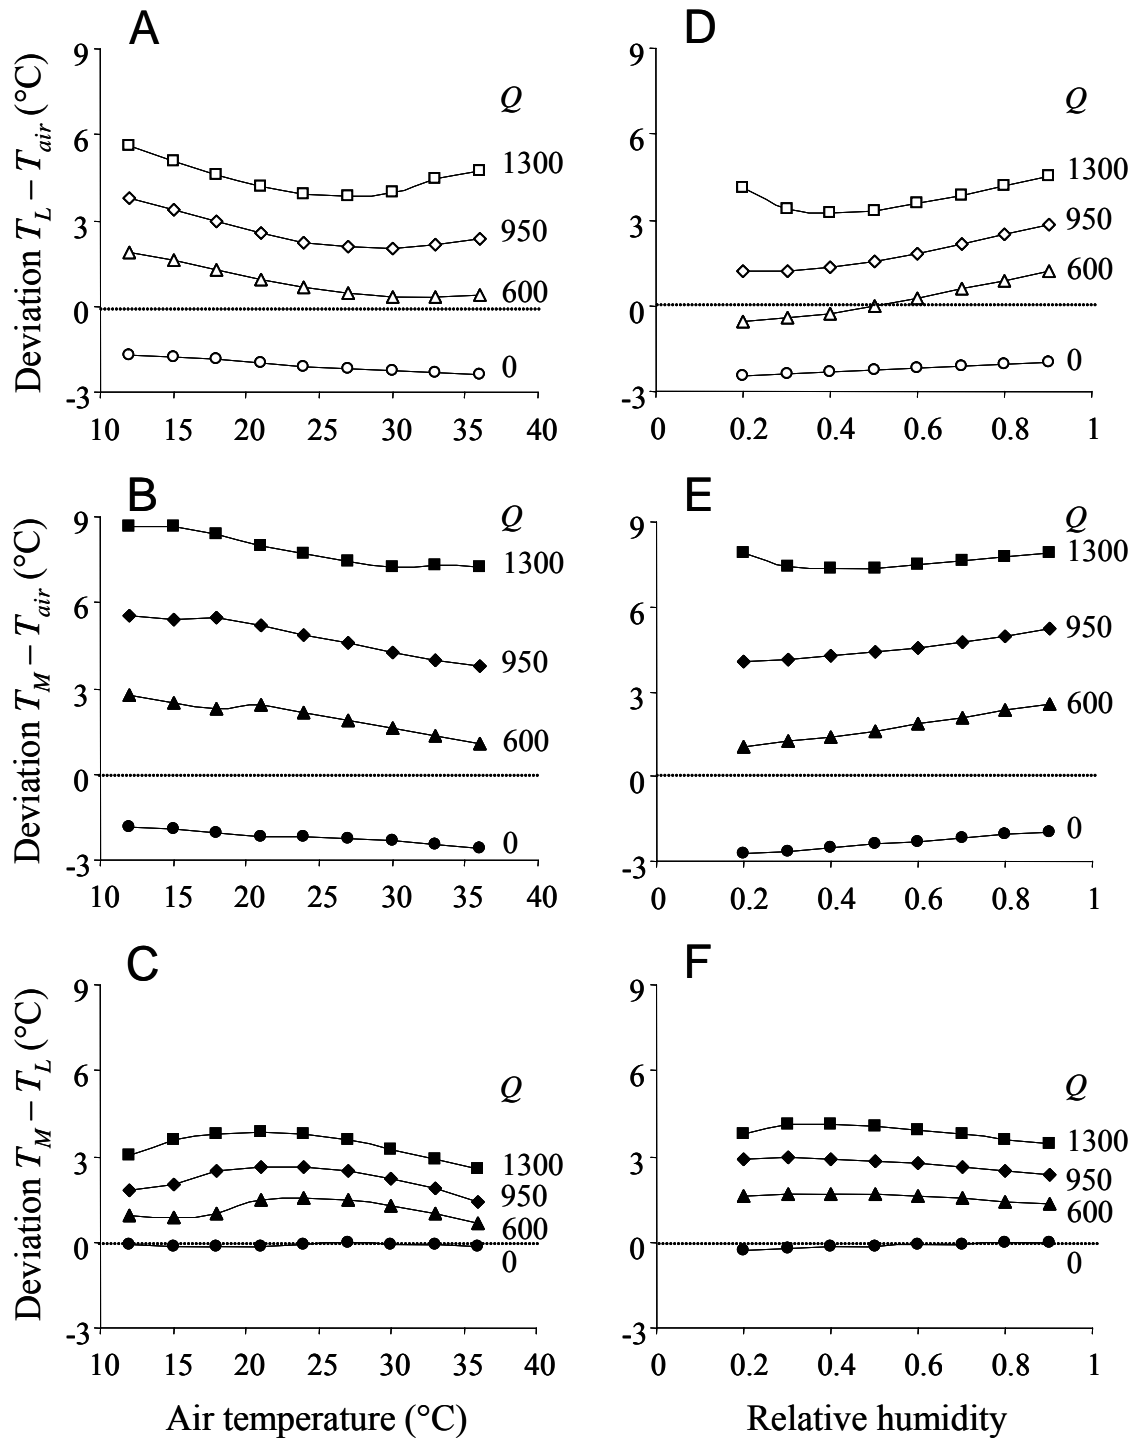 A
Deviation T_L – T_air (°C)
9
6
3
0
-3
Q
1300
950
600
0
10 15 20 25 30 35 40
D
9
6
3
0
-3
Q
1300
950
600
0
0 0.2 0.4 0.6 0.8 1
B
Deviation T_M – T_air (°C)
9
6
3
0
-3
Q
1300
950
600
0
10 15 20 25 30 35 40
E
9
6
3
0
-3
Q
1300
950
600
0
0 0.2 0.4 0.6 0.8 1
C
Deviation T_M – T_L (°C)
9
6
3
0
-3
Q
1300
950
600
0
10 15 20 25 30 35 40
Air temperature (°C)
F
9
6
3
0
-3
Q
1300
950
600
0
0 0.2 0.4 0.6 0.8 1
Relative humidity